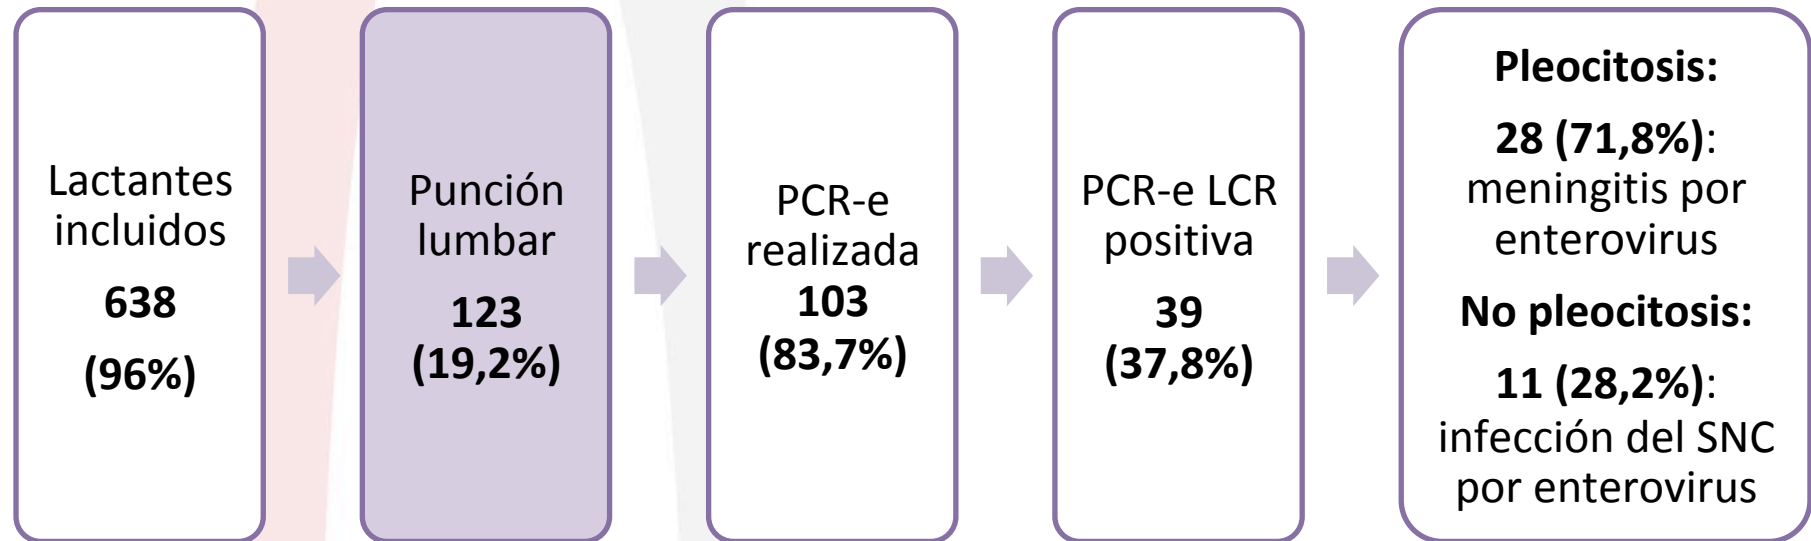 Lactantes
incluidos
638
(96%)
Punción
lumbar
123
(19,2%)
PCR-e
realizada
103
(83,7%)
PCR-e LCR
positiva
39
(37,8%)
Pleocitosis:
28 (71,8%):
meningitis por
enterovirus
No pleocitosis:
11 (28,2%):
infección del SNC
por enterovirus